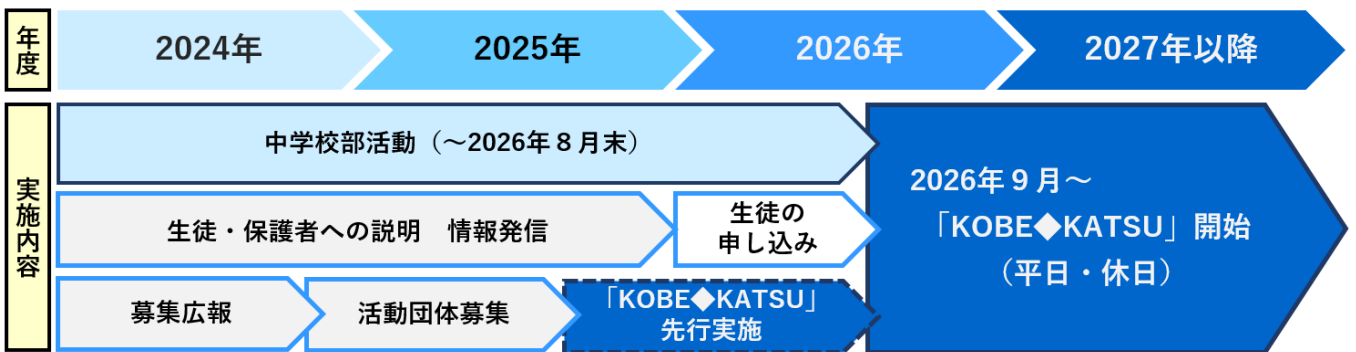 年度
2024年
2025年
2026年
2027年以降
実施内容
中学校部活動（～2026年８月末）
生徒・保護者への説明　情報発信
生徒の
申し込み
募集広報
活動団体募集
「KOBE◆KATSU」
先行実施
2026年９月～
「KOBE◆KATSU」開始
（平日・休日）